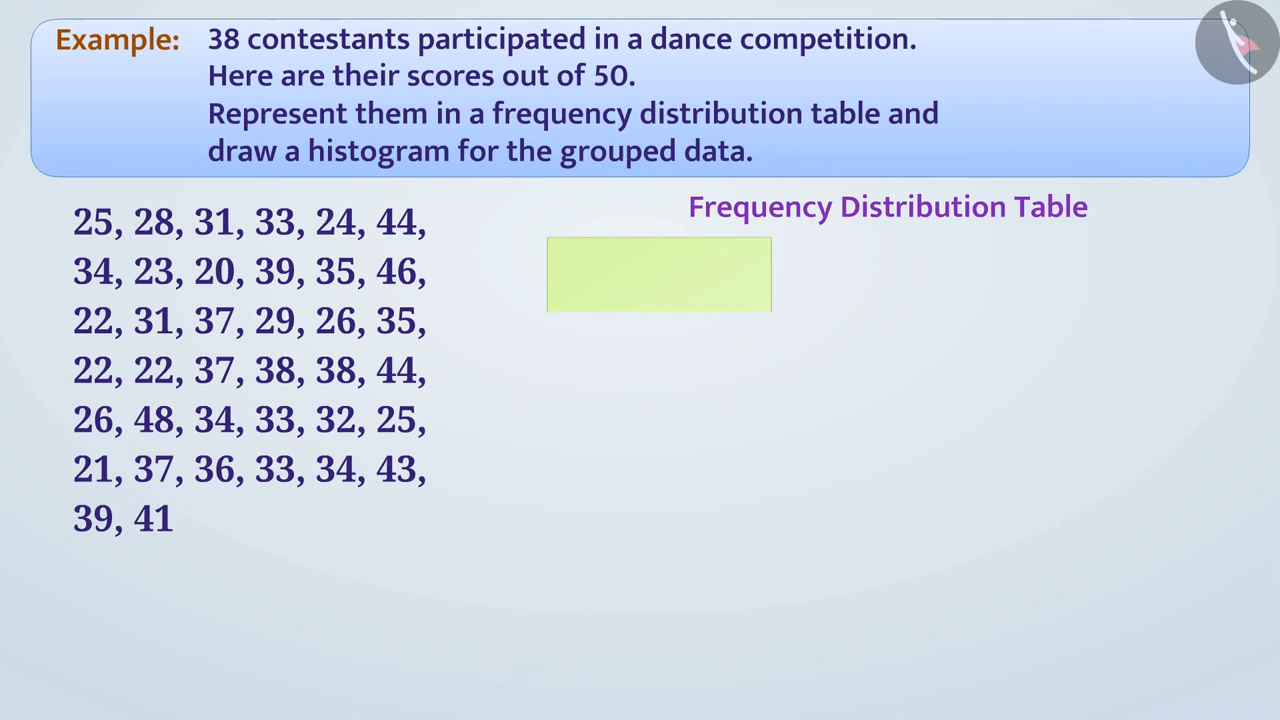 Example: 38 contestants participated in a dance competition.
Here are their scores out of 50.
Represent them in a frequency distribution table and
draw a histogram for the grouped data.
Frequency Distribution Table
25, 28, 31, 33, 24, 44,
34, 23, 20, 39, 35, 46,
22, 31, 37, 29, 26, 35,
22, 22, 37, 38, 38, 44,
26, 48, 34, 33, 32, 25,
21, 37, 36, 33, 34, 43,
39, 41